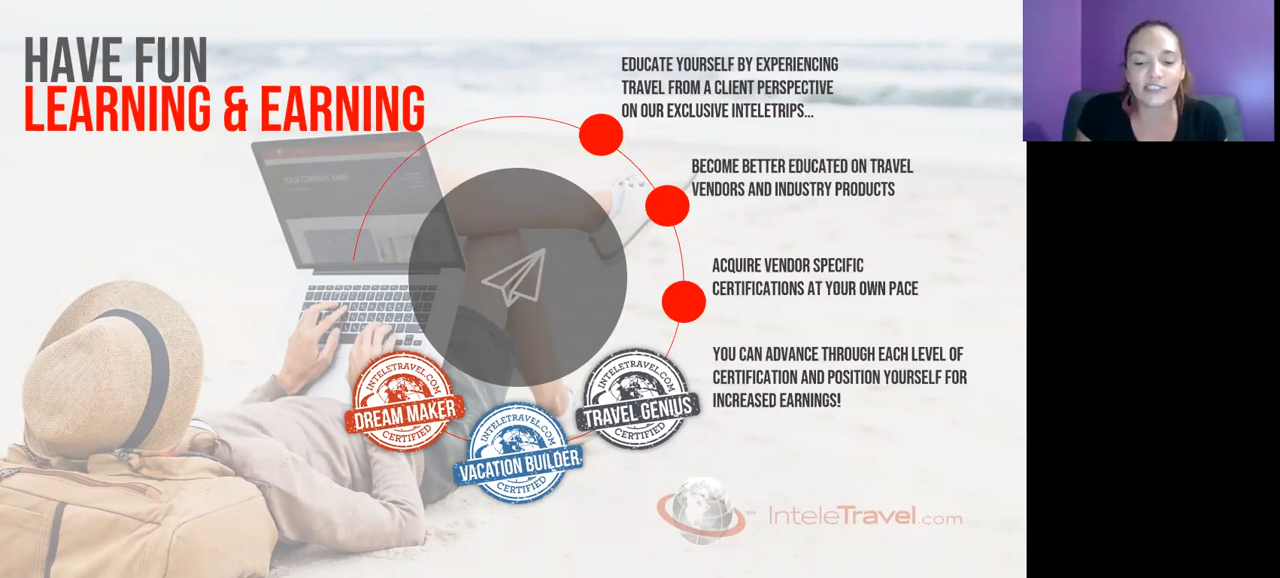 HAVE FUN
LEARNING & EARNING
EDUCATE YOURSELF BY EXPERIENCING
TRAVEL FROM A CLIENT PERSPECTIVE
ON OUR EXCLUSIVE INTELETRIPS...
BECOME BETTER EDUCATED ON TRAVEL
VENDORS AND INDUSTRY PRODUCTS
ACQUIRE VENDOR SPECIFIC
CERTIFICATIONS AT YOUR OWN PACE
YOU CAN ADVANCE THROUGH EACH LEVEL OF
CERTIFICATION AND POSITION YOURSELF FOR
INCREASED EARNINGS!
YOUR COMPANY NAME
INTELETRAVEL.COM
DREAM MAKER
CERTIFIED
INTELETRAVEL.COM
VACATION BUILDER
CERTIFIED
INTELETRAVEL.COM
TRAVEL GENIUS
CERTIFIED
InteleTravel.com